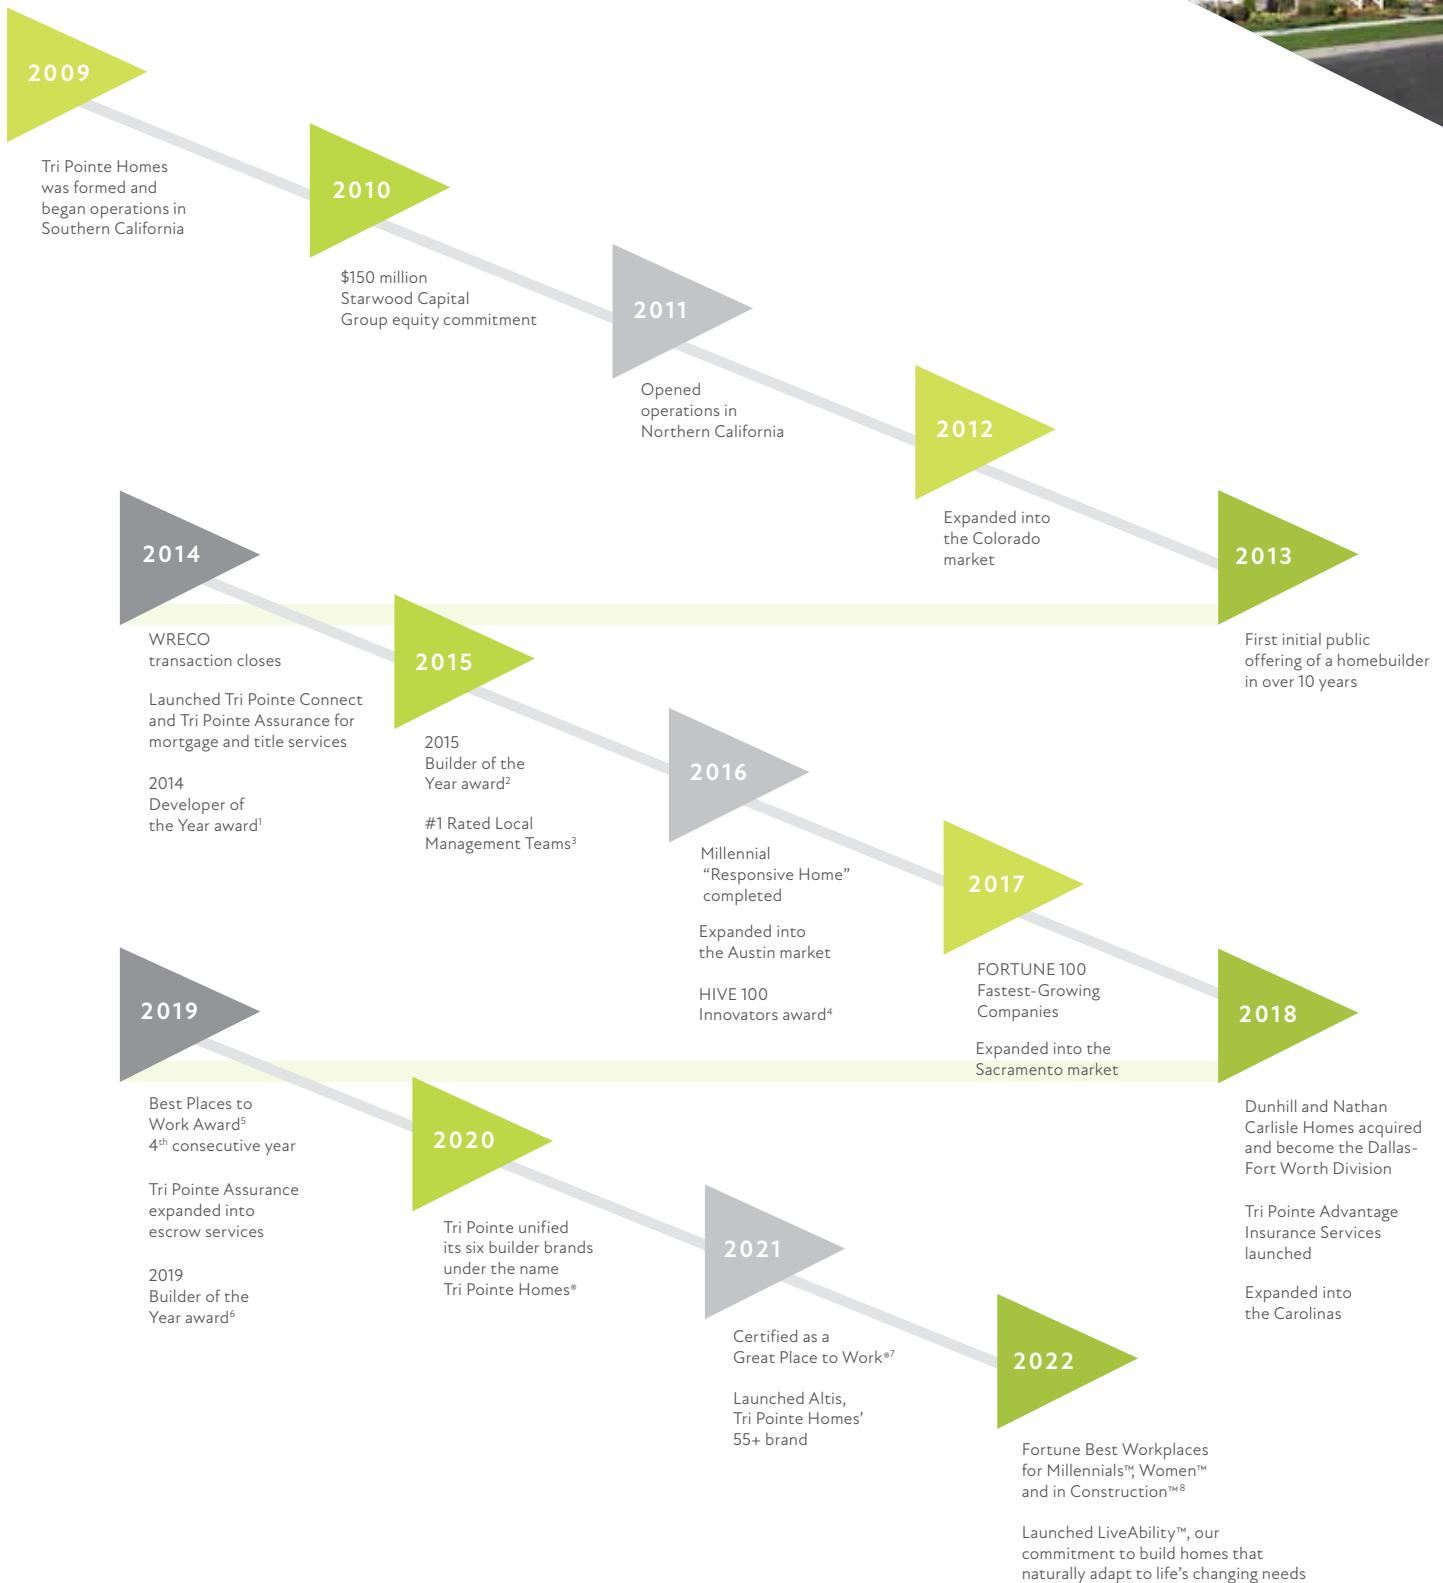 2009
Tri Pointe Homes
was formed and
began operations in
Southern California
2010
$150 million
Starwood Capital
Group equity commitment
2011
Opened
operations in
Northern California
2012
Expanded into
the Colorado
market
2013
First initial public
offering of a homebuilder
in over 10 years
2014
WRECO
transaction closes
Launched Tri Pointe Connect
and Tri Pointe Assurance for
mortgage and title services
2014
Developer of
the Year award¹
2015
2015
Builder of the
Year award²
#1 Rated Local
Management Teams³
2016
Millennial
“Responsive Home”
completed
Expanded into
the Austin market
HIVE 100
Innovators award⁴
2017
FORTUNE 100
Fastest-Growing
Companies
Expanded into the
Sacramento market
2018
Dunhill and Nathan
Carlisle Homes acquired
and become the Dallas-
Fort Worth Division
Tri Pointe Advantage
Insurance Services
launched
Expanded into
the Carolinas
2019
Best Places to
Work Award⁵
4th consecutive year
Tri Pointe Assurance
expanded into
escrow services
2019
Builder of the
Year award⁶
2020
Tri Pointe unified
its six builder brands
under the name
Tri Pointe Homes®
2021
Certified as a
Great Place to Work®⁷
Launched Altis,
Tri Pointe Homes’
55+ brand
2022
Fortune Best Workplaces
for Millennials™, Women™
and in Construction™⁸
Launched LiveAbility™, our
commitment to build homes that
naturally adapt to life’s changing needs